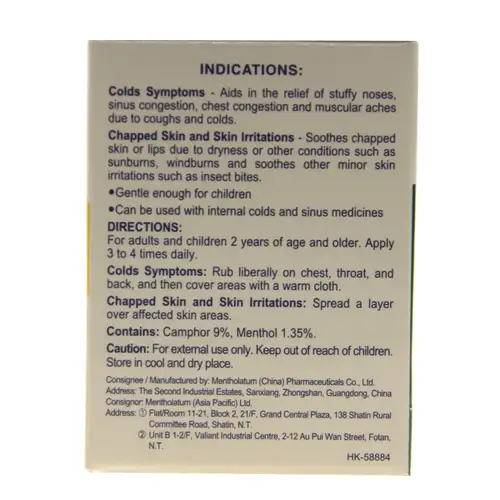 INDICATIONS:
Colds Symptoms - Aids in the relief of stuffy noses,
sinus congestion, chest congestion and muscular aches
due to coughs and colds.
Chapped Skin and Skin Irritations - Soothes chapped
skin or lips due to dryness or other conditions such as
sunburns, windburns and soothes other minor skin
irritations such as insect bites.
•Gentle enough for children
•Can be used with internal colds and sinus medicines
DIRECTIONS:
For adults and children 2 years of age and older. Apply
3 to 4 times daily.
Colds Symptoms: Rub liberally on chest, throat, and
back, and then cover areas with a warm cloth.
Chapped Skin and Skin Irritations: Spread a layer
over affected skin areas.
Contains: Camphor 9%, Menthol 1.35%.
Caution: For external use only. Keep out of reach of children.
Store in cool and dry place.
Consignee / Manufactured by: Mentholatum (China) Pharmaceuticals Co., Ltd.
Address: The Second Industrial Estates, Sanxiang, Zhongshan, Guangdong, China
Consignor: Mentholatum (Asia Pacific) Ltd.
Address: ① Flat/Room 11-21, Block 2, 21/F, Grand Central Plaza, 138 Shatin Rural
Committee Road, Shatin, N.T.
② Unit B 1-2/F, Valiant Industrial Centre, 2-12 Au Pui Wan Street, Fotan,
N.T.
HK-58884